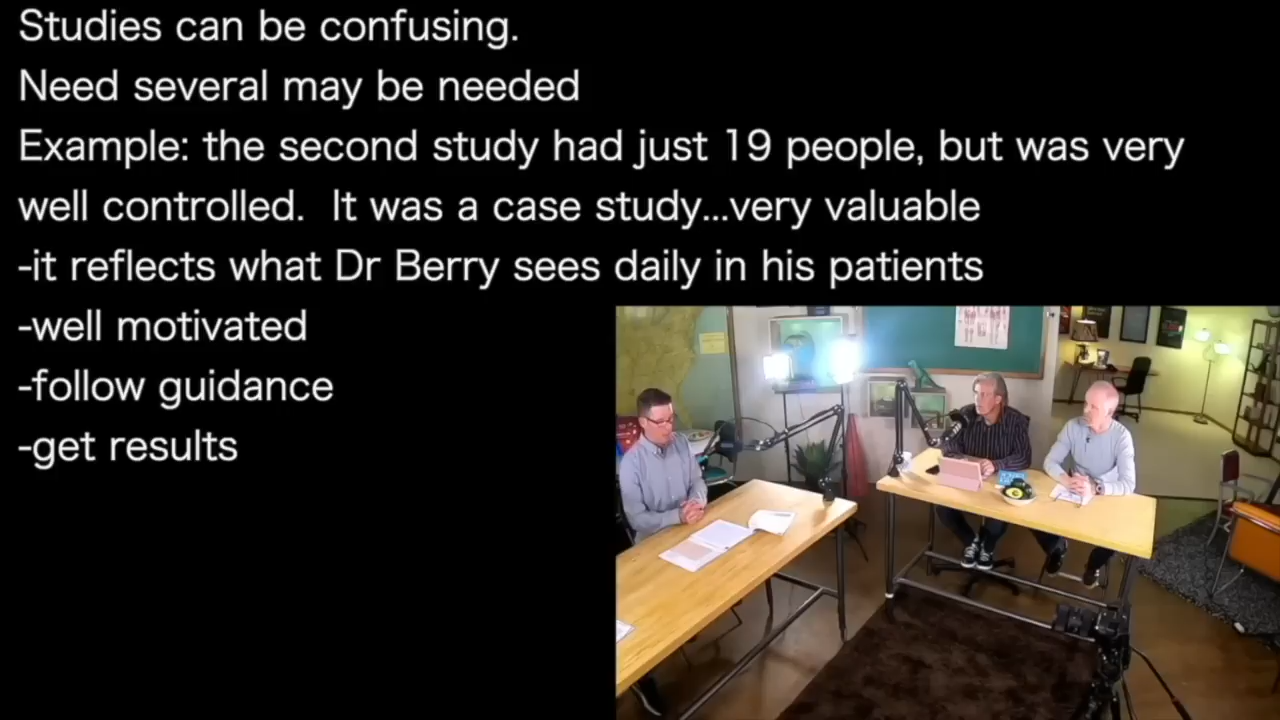 Studies can be confusing.
Need several may be needed
Example: the second study had just 19 people, but was very
well controlled.  It was a case study...very valuable
-it reflects what Dr Berry sees daily in his patients
-well motivated
-follow guidance
-get results